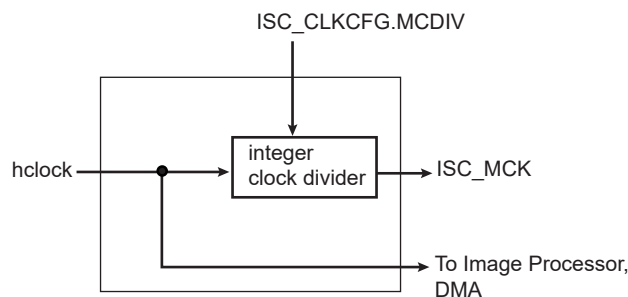 ISC_CLKCFG.MCDIV
integer
clock divider
hclock
ISC_MCK
To Image Processor,
DMA